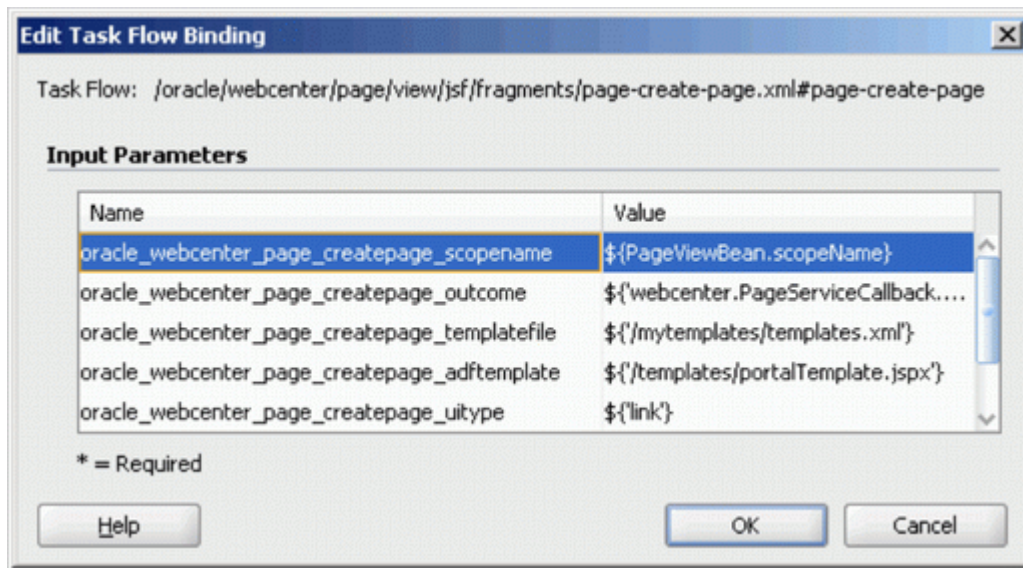 Edit Task Flow Binding
Task Flow: /oracle/webcenter/page/view/jsf/fragments/page-create-page.xml#page-create-page
Input Parameters
Name Value
oracle_webcenter_page_createpage_scopename ${PageViewBean.scopeName}
oracle_webcenter_page_createpage_outcome ${'webcenter.PageServiceCallback....
oracle_webcenter_page_createpage_templatefile ${'/mytemplates/templates.xml'}
oracle_webcenter_page_createpage_adftemplate ${'/templates/portalTemplate.jspx'}
oracle_webcenter_page_createpage_uitype ${'link'}
* = Required
Help OK Cancel